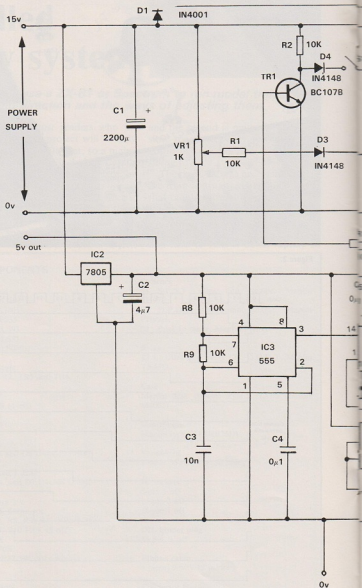 D1
IN4001
15v
R2
10K
D4
IN4148
TR1
BC107B
C1
+
2200µ
POWER
SUPPLY
VR1
1K
R1
10K
D3
IN4148
0v
5v out
IC2
7805
+
C2
4µ7
R8
10K
4
8
3
14
7
IC3
555
R9
10K
6
2
1
5
C3
10n
C4
0µ1
0v